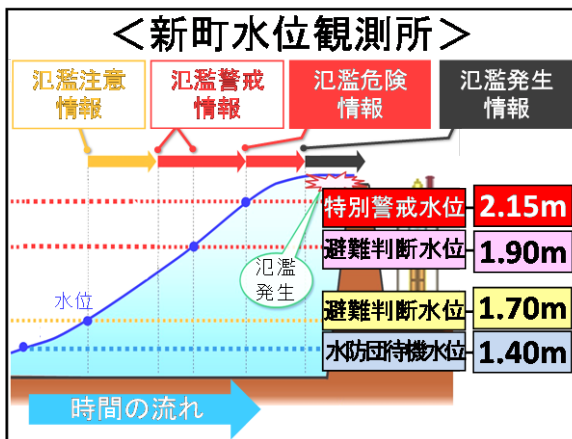 <新町水位観測所>
氾濫注意
情報
氾濫警戒
情報
氾濫危険
情報
氾濫発生
情報
特別警戒水位 2.15m
避難判断水位 1.90m
氾濫
発生
水位
避難判断水位 1.70m
水防団待機水位 1.40m
時間の流れ